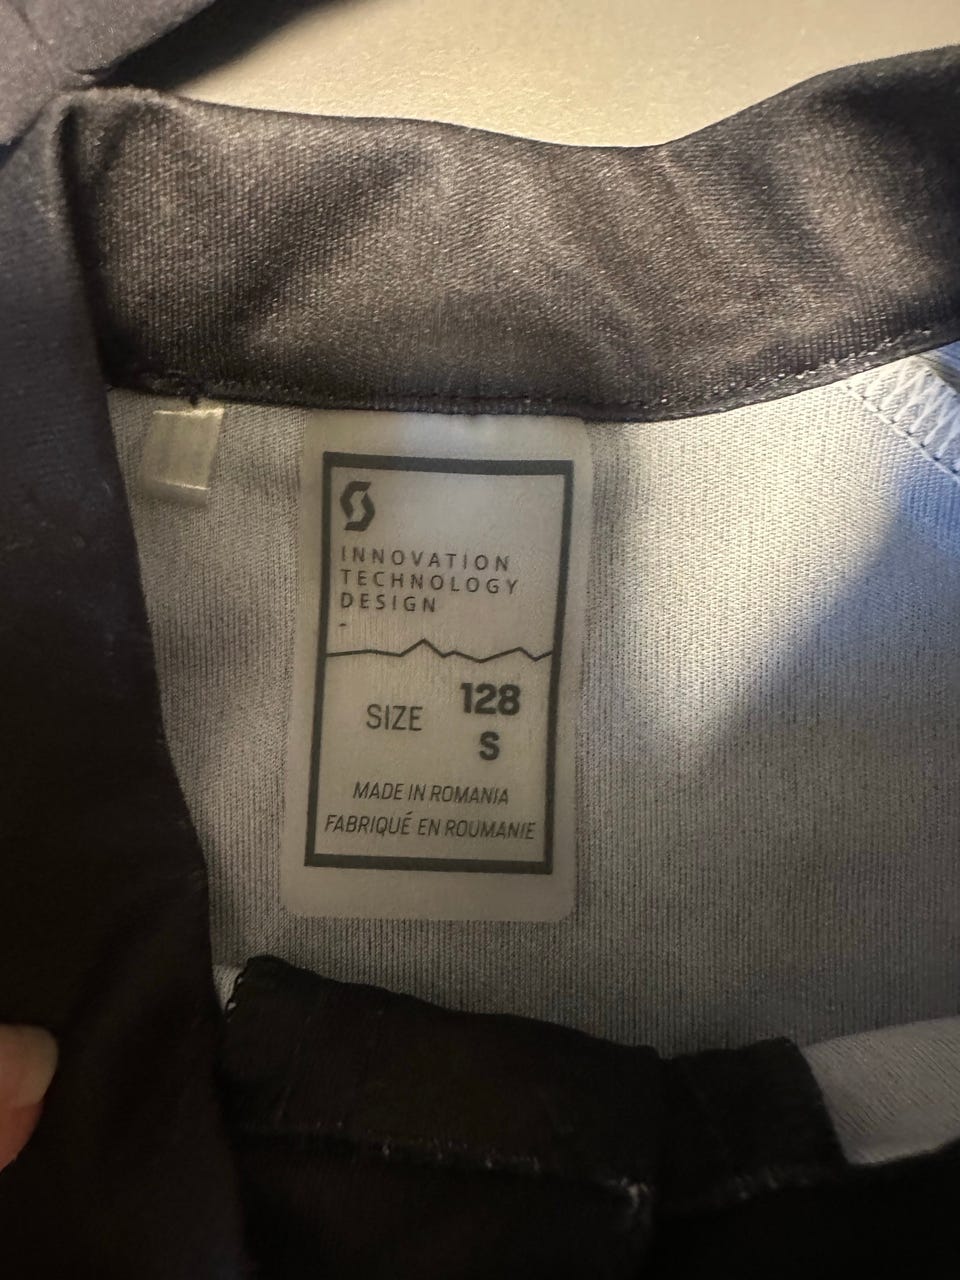 INNOVATION
TECHNOLOGY
DESIGN
-
SIZE 128
S
MADE IN ROMANIA
FABRIQUÉ EN ROUMANIE